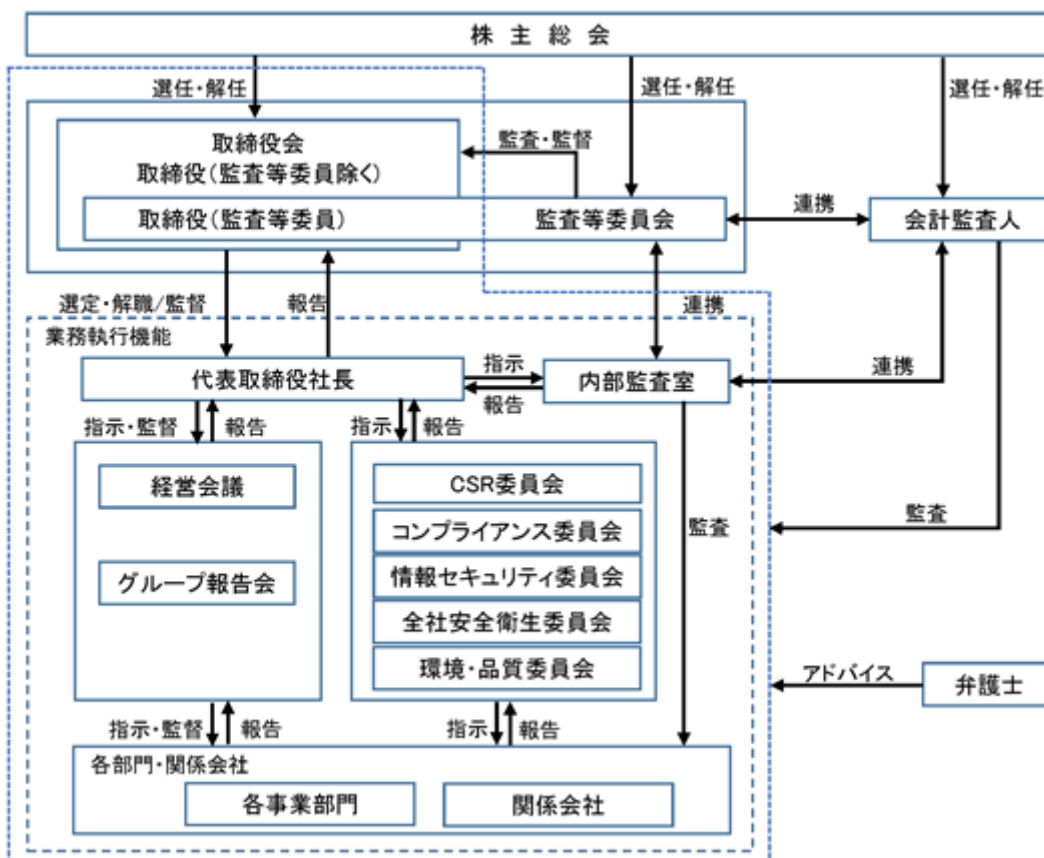 株 主 総 会
選任・解任
選任・解任
選任・解任
取締役会
取締役(監査等委員除く)
監査・監督
取締役(監査等委員)
監査等委員会
連携
会計監査人
選定・解職/監督
報告
連携
業務執行機能
代表取締役社長
指示
報告
内部監査室
連携
指示・監督
報告
指示
報告
経営会議
グループ報告会
CSR委員会
コンプライアンス委員会
情報セキュリティ委員会
全社安全衛生委員会
環境・品質委員会
監査
監査
アドバイス
弁護士
指示・監督
報告
指示
報告
各部門・関係会社
各事業部門
関係会社